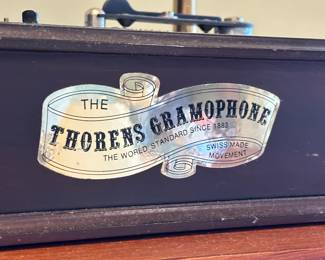 THE
THORENS GRAMOPHONE
THE WORLD STANDARD SINCE 1883
SWISS MADE
MOVEMENT